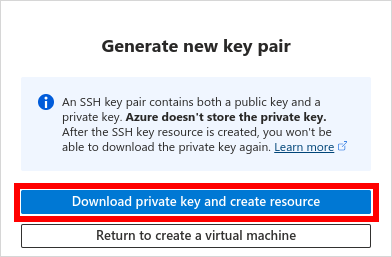 Generate new key pair
An SSH key pair contains both a public key and a
private key. Azure doesn't store the private key.
After the SSH key resource is created, you won't be
able to download the private key again. Learn more
Download private key and create resource
Return to create a virtual machine